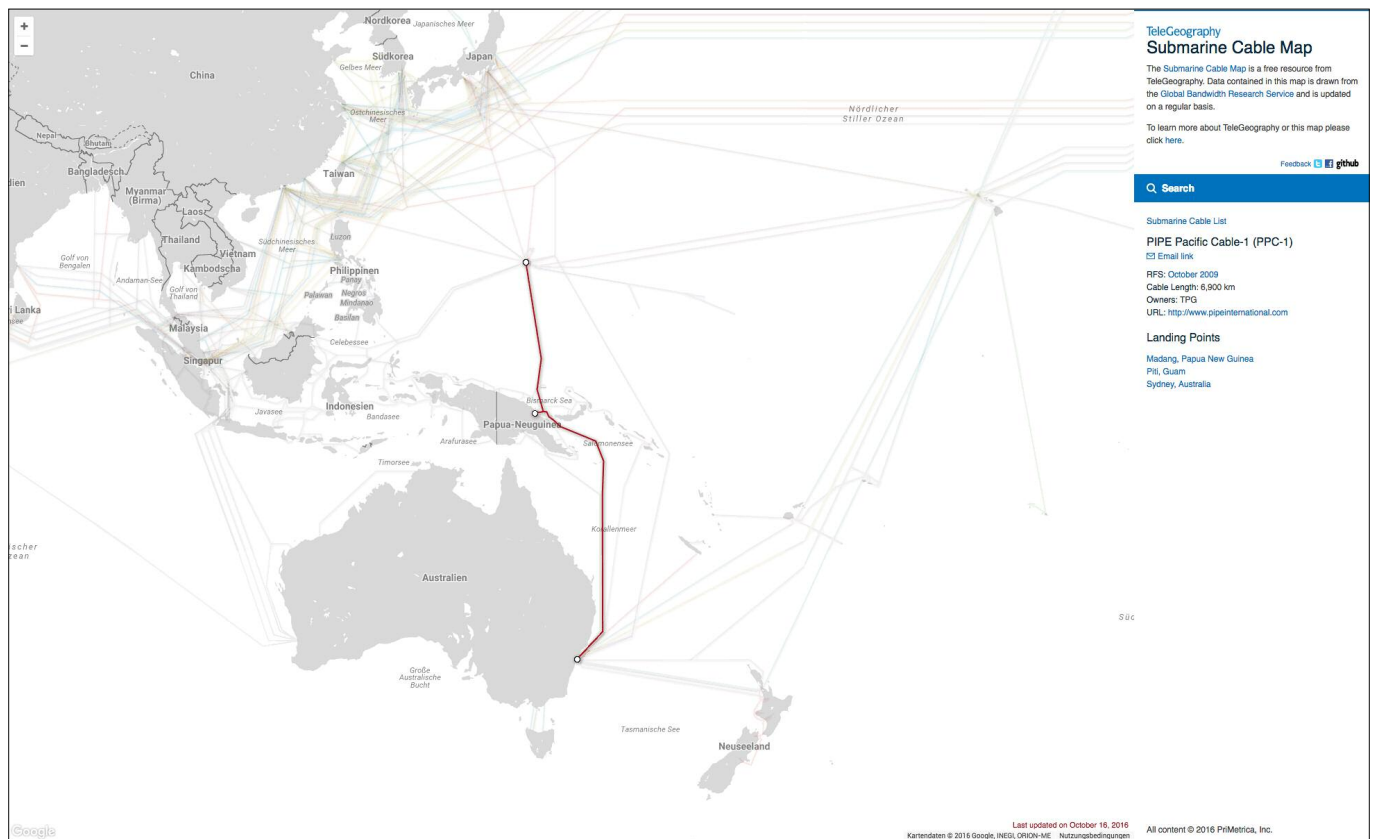 +
−
Nordkorea
Japanisches Meer
Südkorea
Japan
Gelbes Meer
China
Ostchinesisches
Meer
Nördlicher
Stiller Ozean
Nepal
Bhutan
Bangladesch
Taiwan
dien
Myanmar
(Birma)
Laos
Thailand
Vietnam
Südchinesisches
Meer
Luzon
Golf von
Bengalen
Kambodscha
Andaman-See
Golf von
Thailand
Philippinen
Panay
Palawan
Negros
Mindanao
Basilan
i Lanka
Malaysia
Celebessee
Singapur
Javasee
Indonesien
Bandasee
Bismarck Sea
Papua-Neuguinea
Arafurasee
Salomonensee
Timorsee
Korallenmeer
ischer
zean
Australien
Süd
Große
Australische
Bucht
Tasmanische See
Neuseeland
Google
Last updated on October 16, 2016
Kartendaten © 2016 Google, INEGI, ORION-ME Nutzungsbedingungen
TeleGeography
Submarine Cable Map
The Submarine Cable Map is a free resource from
TeleGeography. Data contained in this map is drawn from
the Global Bandwidth Research Service and is updated
on a regular basis.
To learn more about TeleGeography or this map please
click here.
Feedback github
Search
Submarine Cable List
PIPE Pacific Cable-1 (PPC-1)
Email link
RFS: October 2009
Cable Length: 6,900 km
Owners: TPG
URL: http://www.pipeinternational.com
Landing Points
Madang, Papua New Guinea
Piti, Guam
Sydney, Australia
All content © 2016 PriMetrica, Inc.